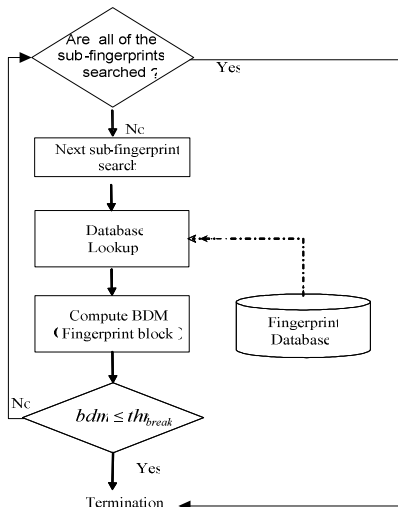 Are all of the
sub-fingerprints
searched ?
Yes
No
Next sub-fingerprint
search
Database
Lookup
Compute BDM
(Fingerprint block )
Fingerprint
Database
No
bdm ≤ thr_break
Yes
Termination